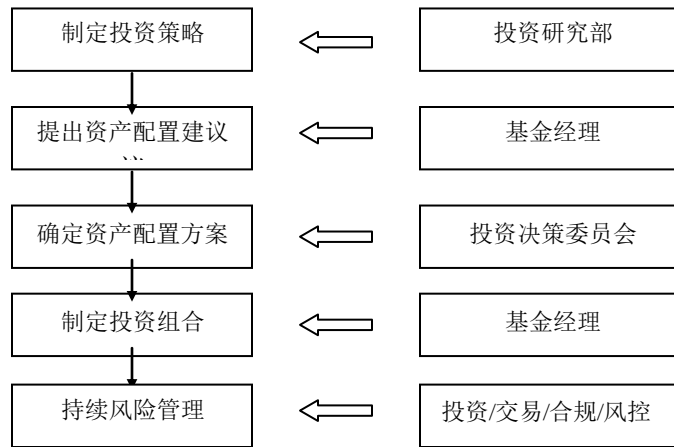 制定投资策略
投资研究部
提出资产配置建议
基金经理
确定资产配置方案
投资决策委员会
制定投资组合
基金经理
持续风险管理
投资/交易/合规/风控